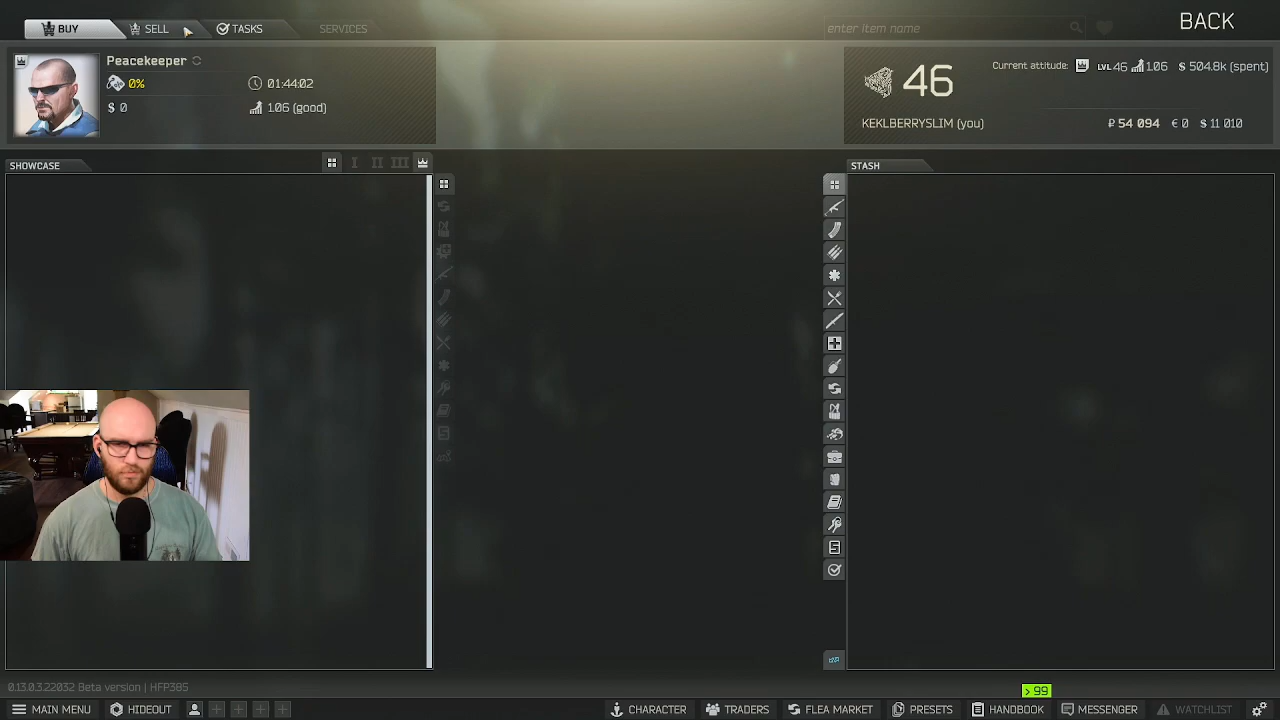 BUY SELL TASKS SERVICES enter item name BACK
Peacekeeper
0% 01:44:02
$ 0 1.06 (good)
46 Current attitude: LVL 46 1.06 $ 504.8k (spent)
KEKLBERRYSLIM (you) ₽ 54 094 € 0 $ 11 010
SHOWCASE I II III STASH
0.13.0.3.22032 Beta version | HFP385
> 99
MAIN MENU HIDEOUT CHARACTER TRADERS FLEA MARKET PRESETS HANDBOOK MESSENGER WATCHLIST